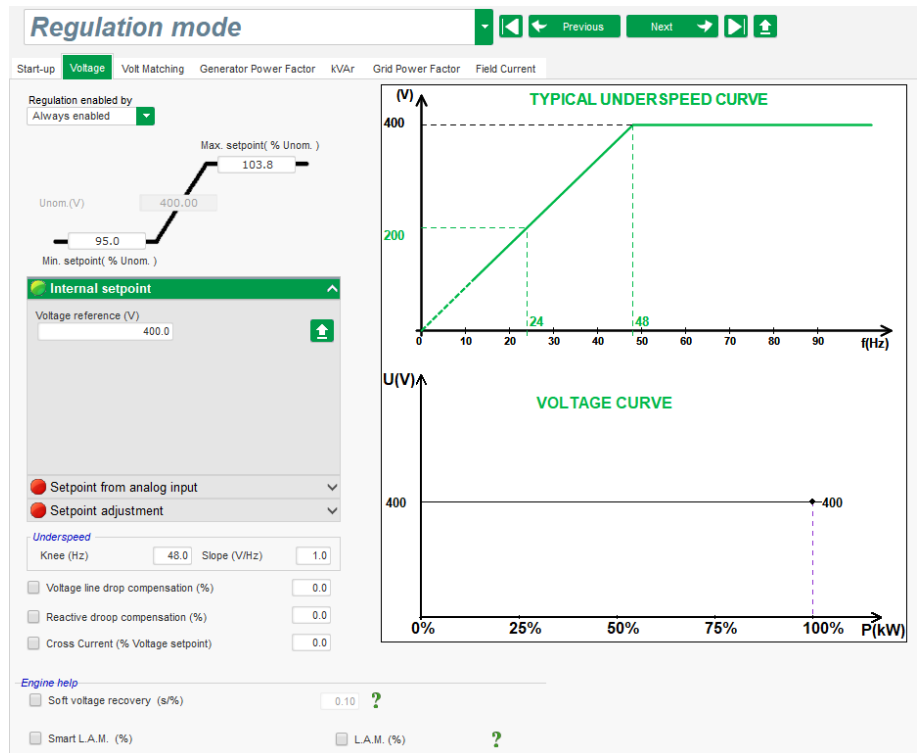 Regulation mode
Previous
Next
Start-up Voltage Volt Matching Generator Power Factor kVAr Grid Power Factor Field Current
Regulation enabled by
Always enabled
Max. setpoint( % Unom. )
103.8
Unom.(V) 400.00
95.0
Min. setpoint( % Unom. )
Internal setpoint
Voltage reference (V)
400.0
Setpoint from analog input
Setpoint adjustment
Underspeed
Knee (Hz) 48.0 Slope (V/Hz) 1.0
Voltage line drop compensation (%) 0.0
Reactive droop compensation (%) 0.0
Cross Current (% Voltage setpoint) 0.0
Engine help
Soft voltage recovery (s/%) 0.10 ?
Smart L.A.M. (%) L.A.M. (%) ?
(V) TYPICAL UNDERSPEED CURVE
400
200
24 48
0 10 20 30 40 50 60 70 80 90 f(Hz)
U(V)
VOLTAGE CURVE
400 400
0% 25% 50% 75% 100% P(kW)